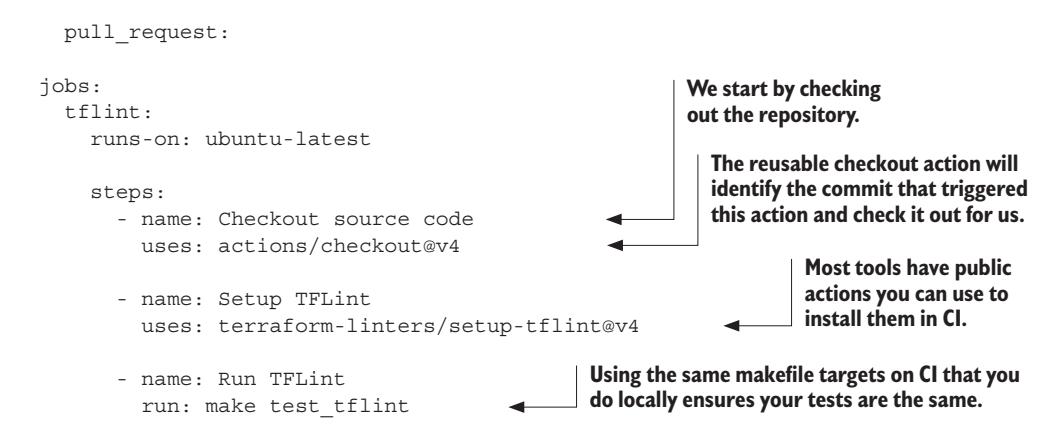 pull_request:
jobs:
tflint:
runs-on: ubuntu-latest
steps:
- name: Checkout source code
uses: actions/checkout@v4
- name: Setup TFLint
uses: terraform-linters/setup-tflint@v4
- name: Run TFLint
run: make test_tflint
We start by checking
out the repository.
The reusable checkout action will
identify the commit that triggered
this action and check it out for us.
Most tools have public
actions you can use to
install them in CI.
Using the same makefile targets on CI that you
do locally ensures your tests are the same.